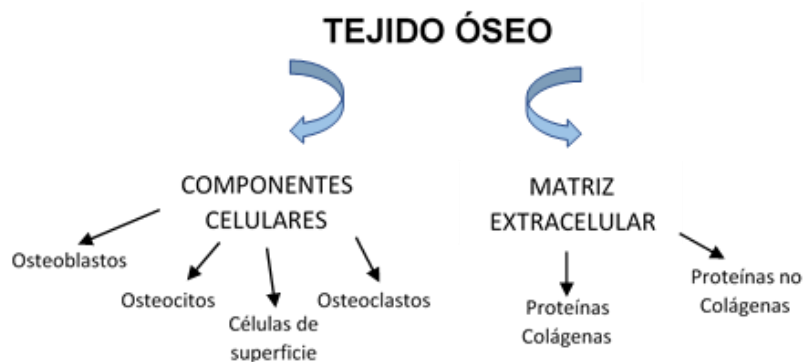 TEJIDO ÓSEO
COMPONENTES
CELULARES
MATRIZ
EXTRACELULAR
Osteoblastos
Osteocitos
Células de
superficie
Osteoclastos
Proteínas
Colágenas
Proteínas no
Colágenas